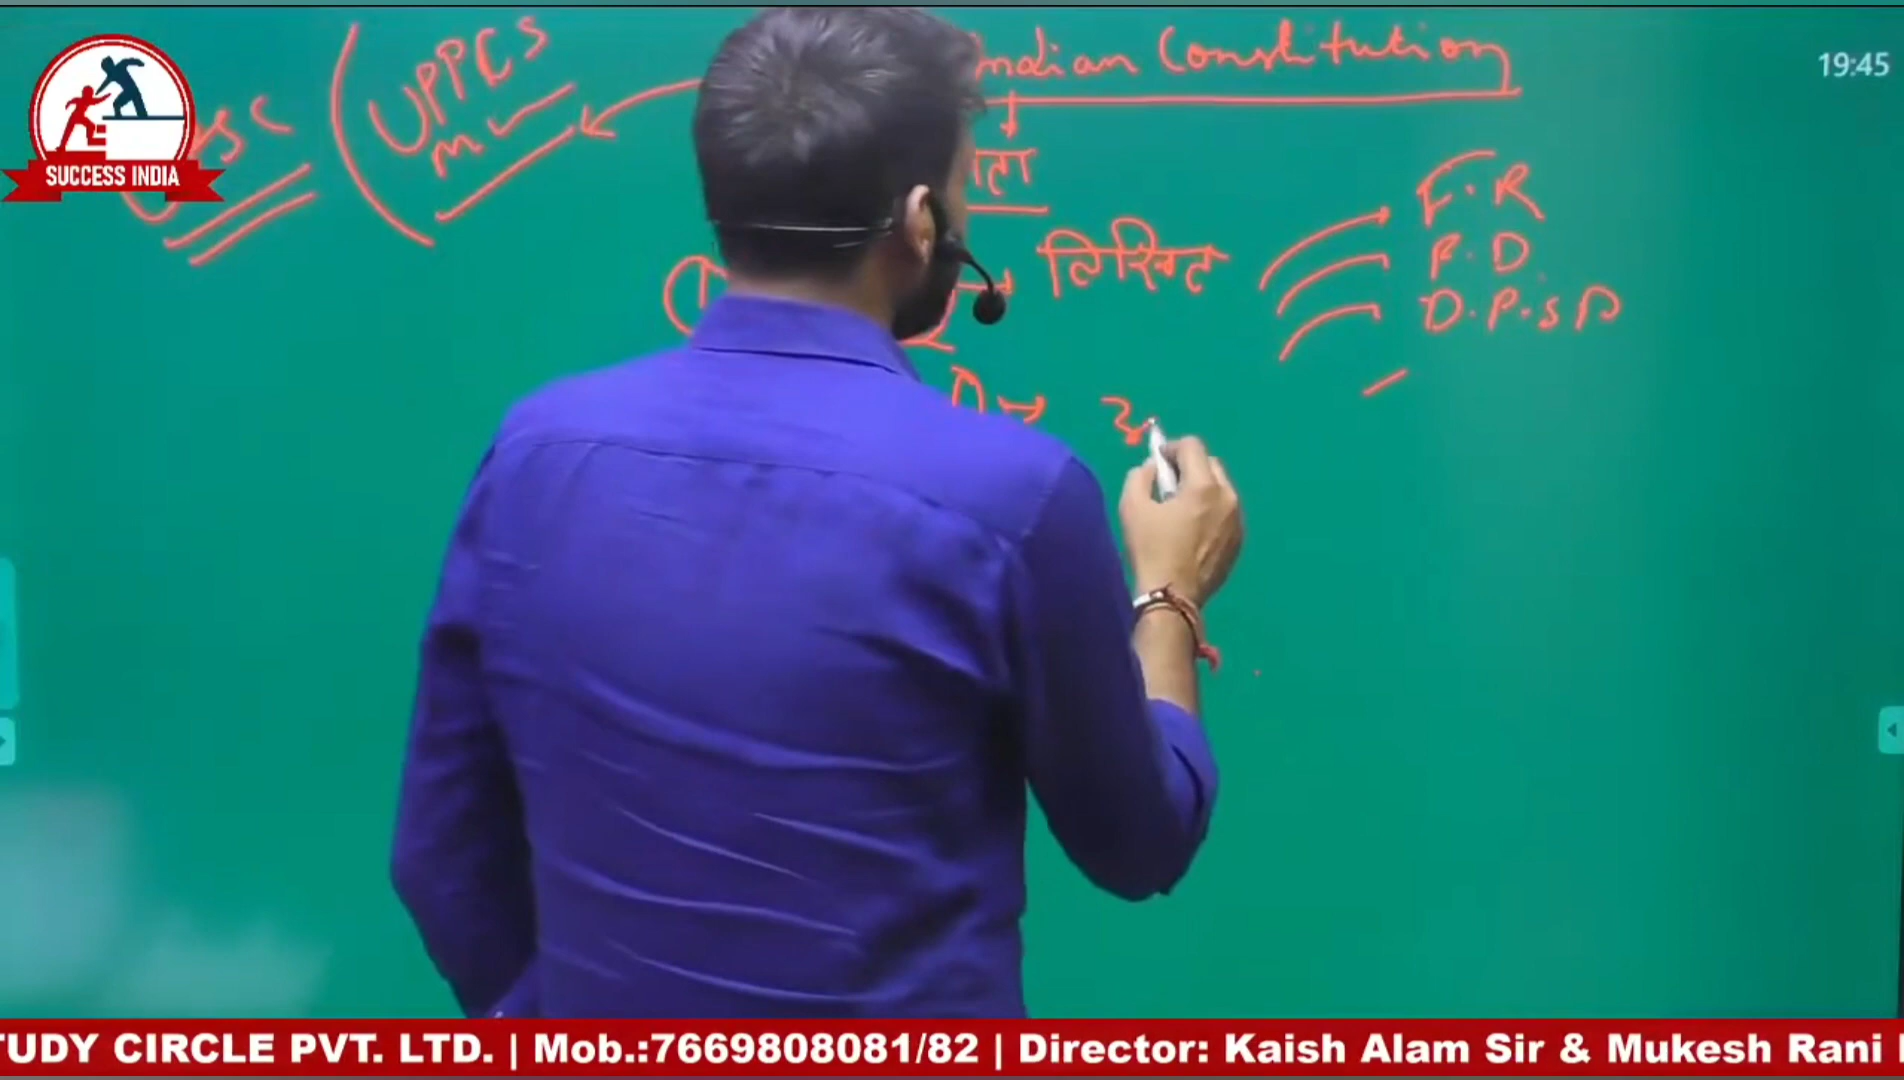 UPPCS
Indian Constitution
19:45
SUCCESS INDIA
M
ता
लिखित
F.R
F.D
D.P.S.P
TUDY CIRCLE PVT. LTD. | Mob.:7669808081/82 | Director: Kaish Alam Sir & Mukesh Rani